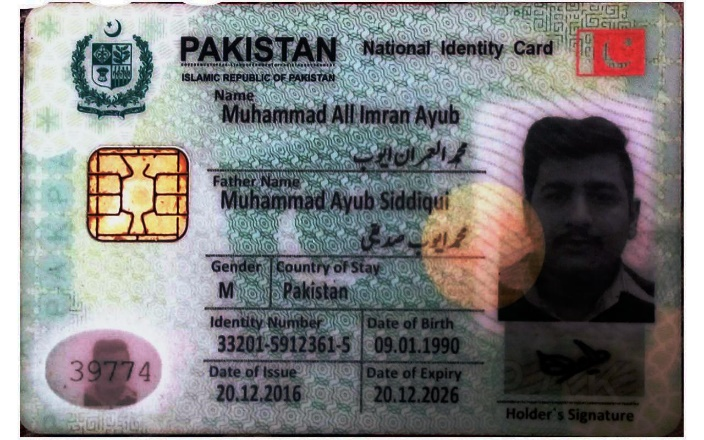 PAKISTAN National Identity Card
ISLAMIC REPUBLIC OF PAKISTAN
Name
Muhammad All Imran Ayub
محمد العمران ایوب
Father Name
Muhammad Ayub Siddiqui
محمد ایوب صدیقی
Gender Country of Stay
M Pakistan
Identity Number Date of Birth
33201-5912361-5 09.01.1990
Date of Issue Date of Expiry
20.12.2016 20.12.2026
39774
Holder's Signature